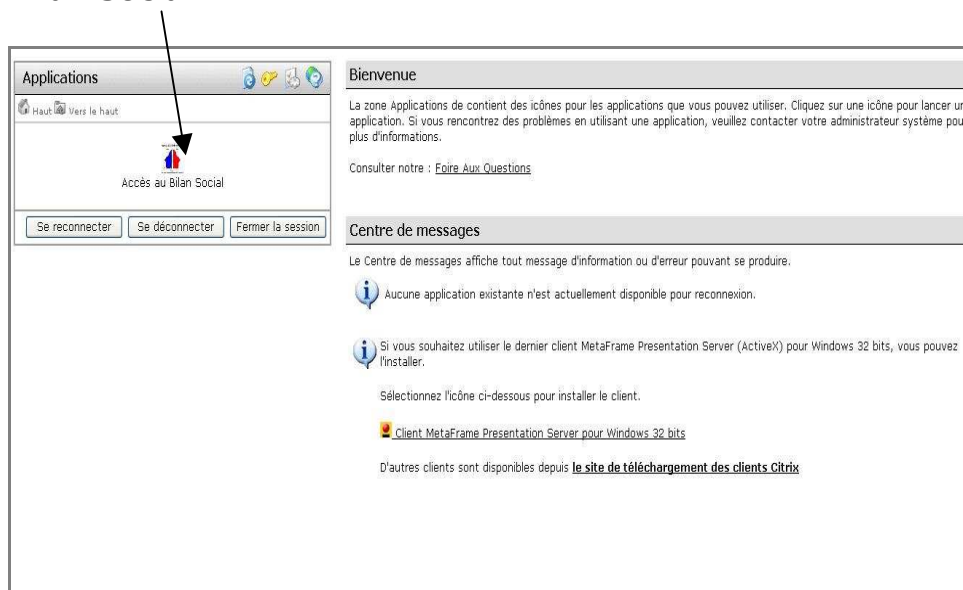 Applications
Haut Vers le haut
Accès au Bilan Social
Se reconnecter Se déconnecter Fermer la session
Bienvenue
La zone Applications de contient des icônes pour les applications que vous pouvez utiliser. Cliquez sur une icône pour lancer
application. Si vous rencontrez des problèmes en utilisant une application, veuillez contacter votre administrateur système
plus d'informations.
Consulter notre : Foire Aux Questions
Centre de messages
Le Centre de messages affiche tout message d'information ou d'erreur pouvant se produire.
Aucune application existante n'est actuellement disponible pour reconnexion.
Si vous souhaitez utiliser le dernier client MetaFrame Presentation Server (ActiveX) pour Windows 32 bits, vous pouvez
l'installer.
Sélectionnez l'icône ci-dessous pour installer le client.
Client MetaFrame Presentation Server pour Windows 32 bits
D'autres clients sont disponibles depuis le site de téléchargement des clients Citrix